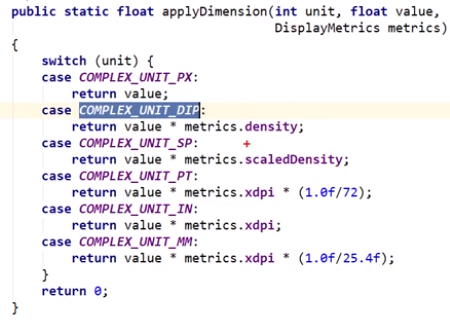 public static float applyDimension(int unit, float value,
                                   DisplayMetrics metrics)
{
    switch (unit) {
    case COMPLEX_UNIT_PX:
        return value;
    case COMPLEX_UNIT_DIP:
        return value * metrics.density;
    case COMPLEX_UNIT_SP:
        return value * metrics.scaledDensity;
    case COMPLEX_UNIT_PT:
        return value * metrics.xdpi * (1.0f/72);
    case COMPLEX_UNIT_IN:
        return value * metrics.xdpi;
    case COMPLEX_UNIT_MM:
        return value * metrics.xdpi * (1.0f/25.4f);
    }
    return 0;
}